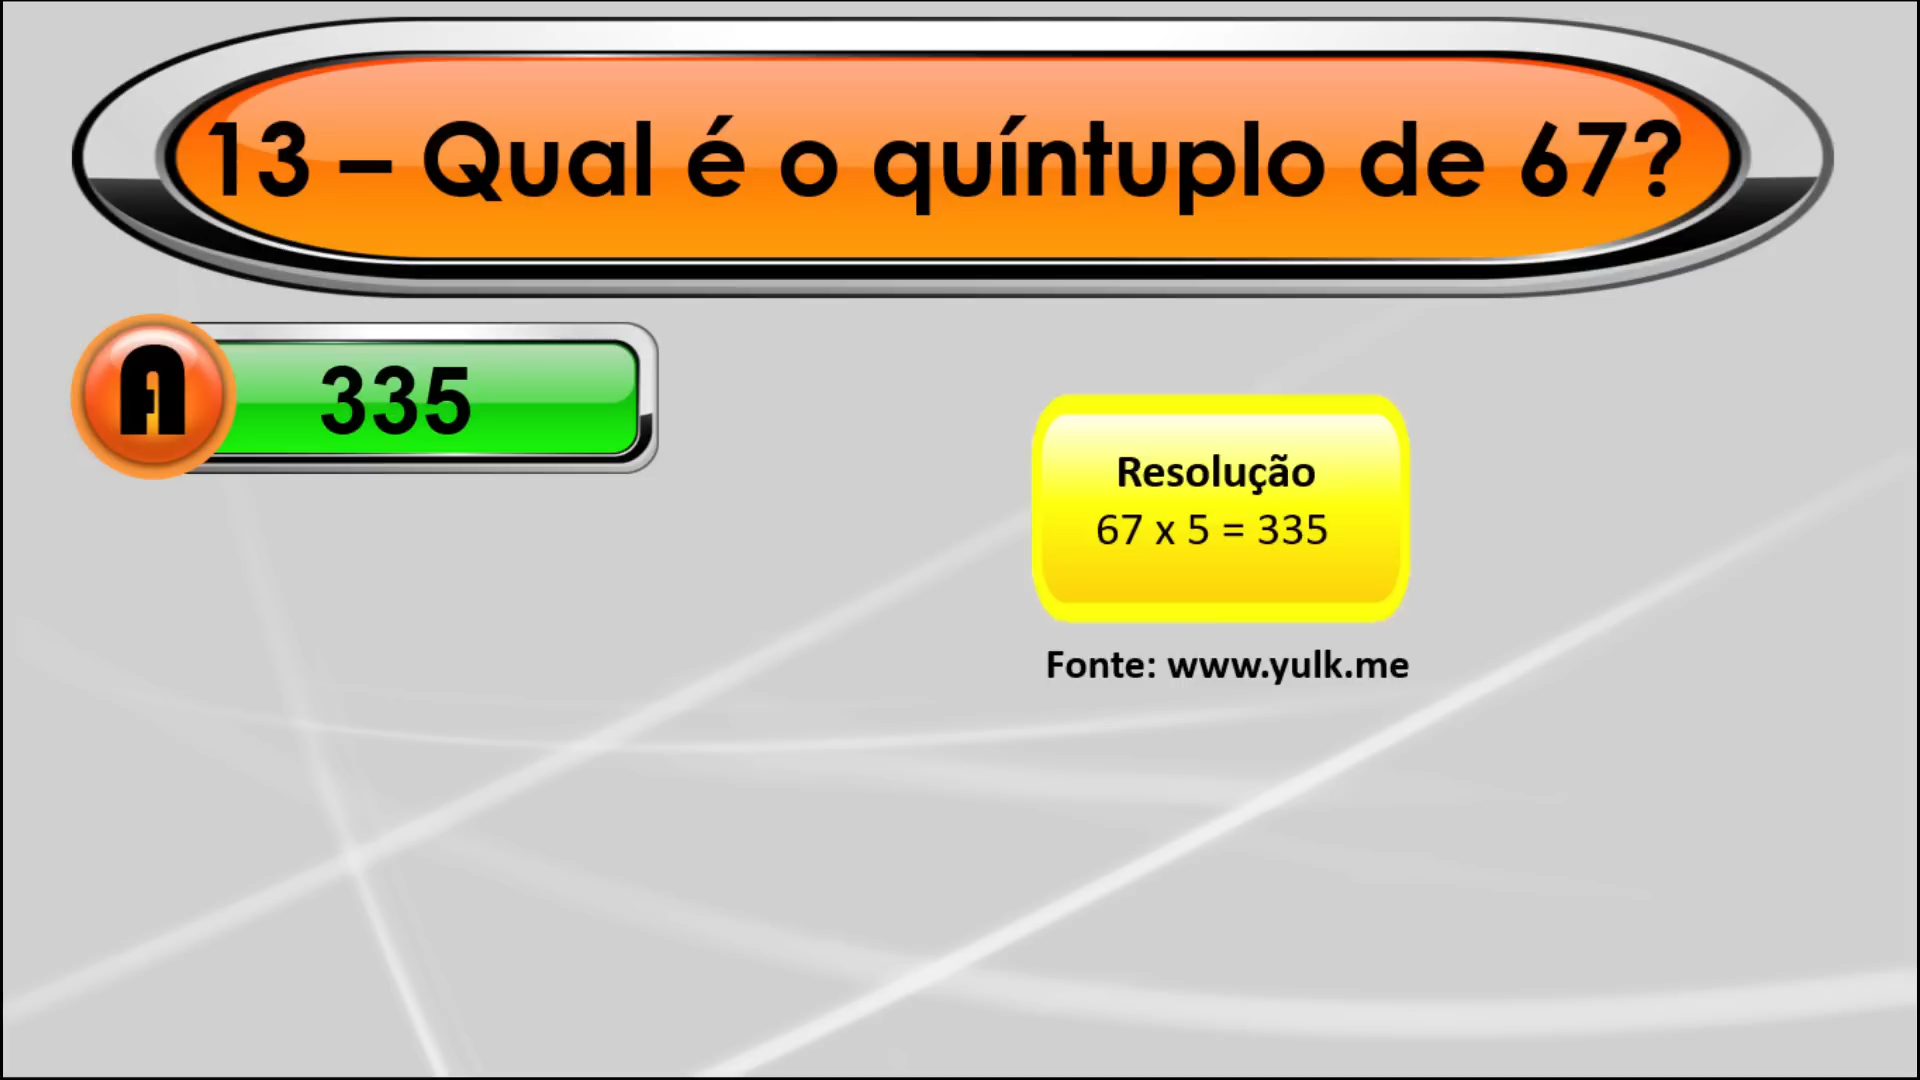 13 – Qual é o quíntuplo de 67?
A 335
Resolução
67 x 5 = 335
Fonte: www.yulk.me